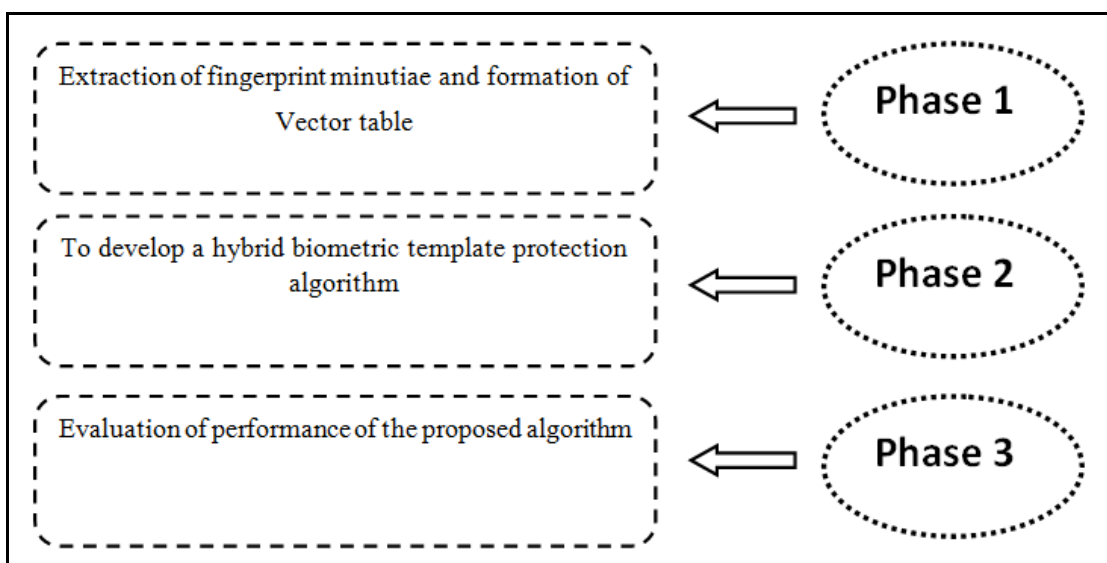 Extraction of fingerprint minutiae and formation of
Vector table
Phase 1
To develop a hybrid biometric template protection
algorithm
Phase 2
Evaluation of performance of the proposed algorithm
Phase 3